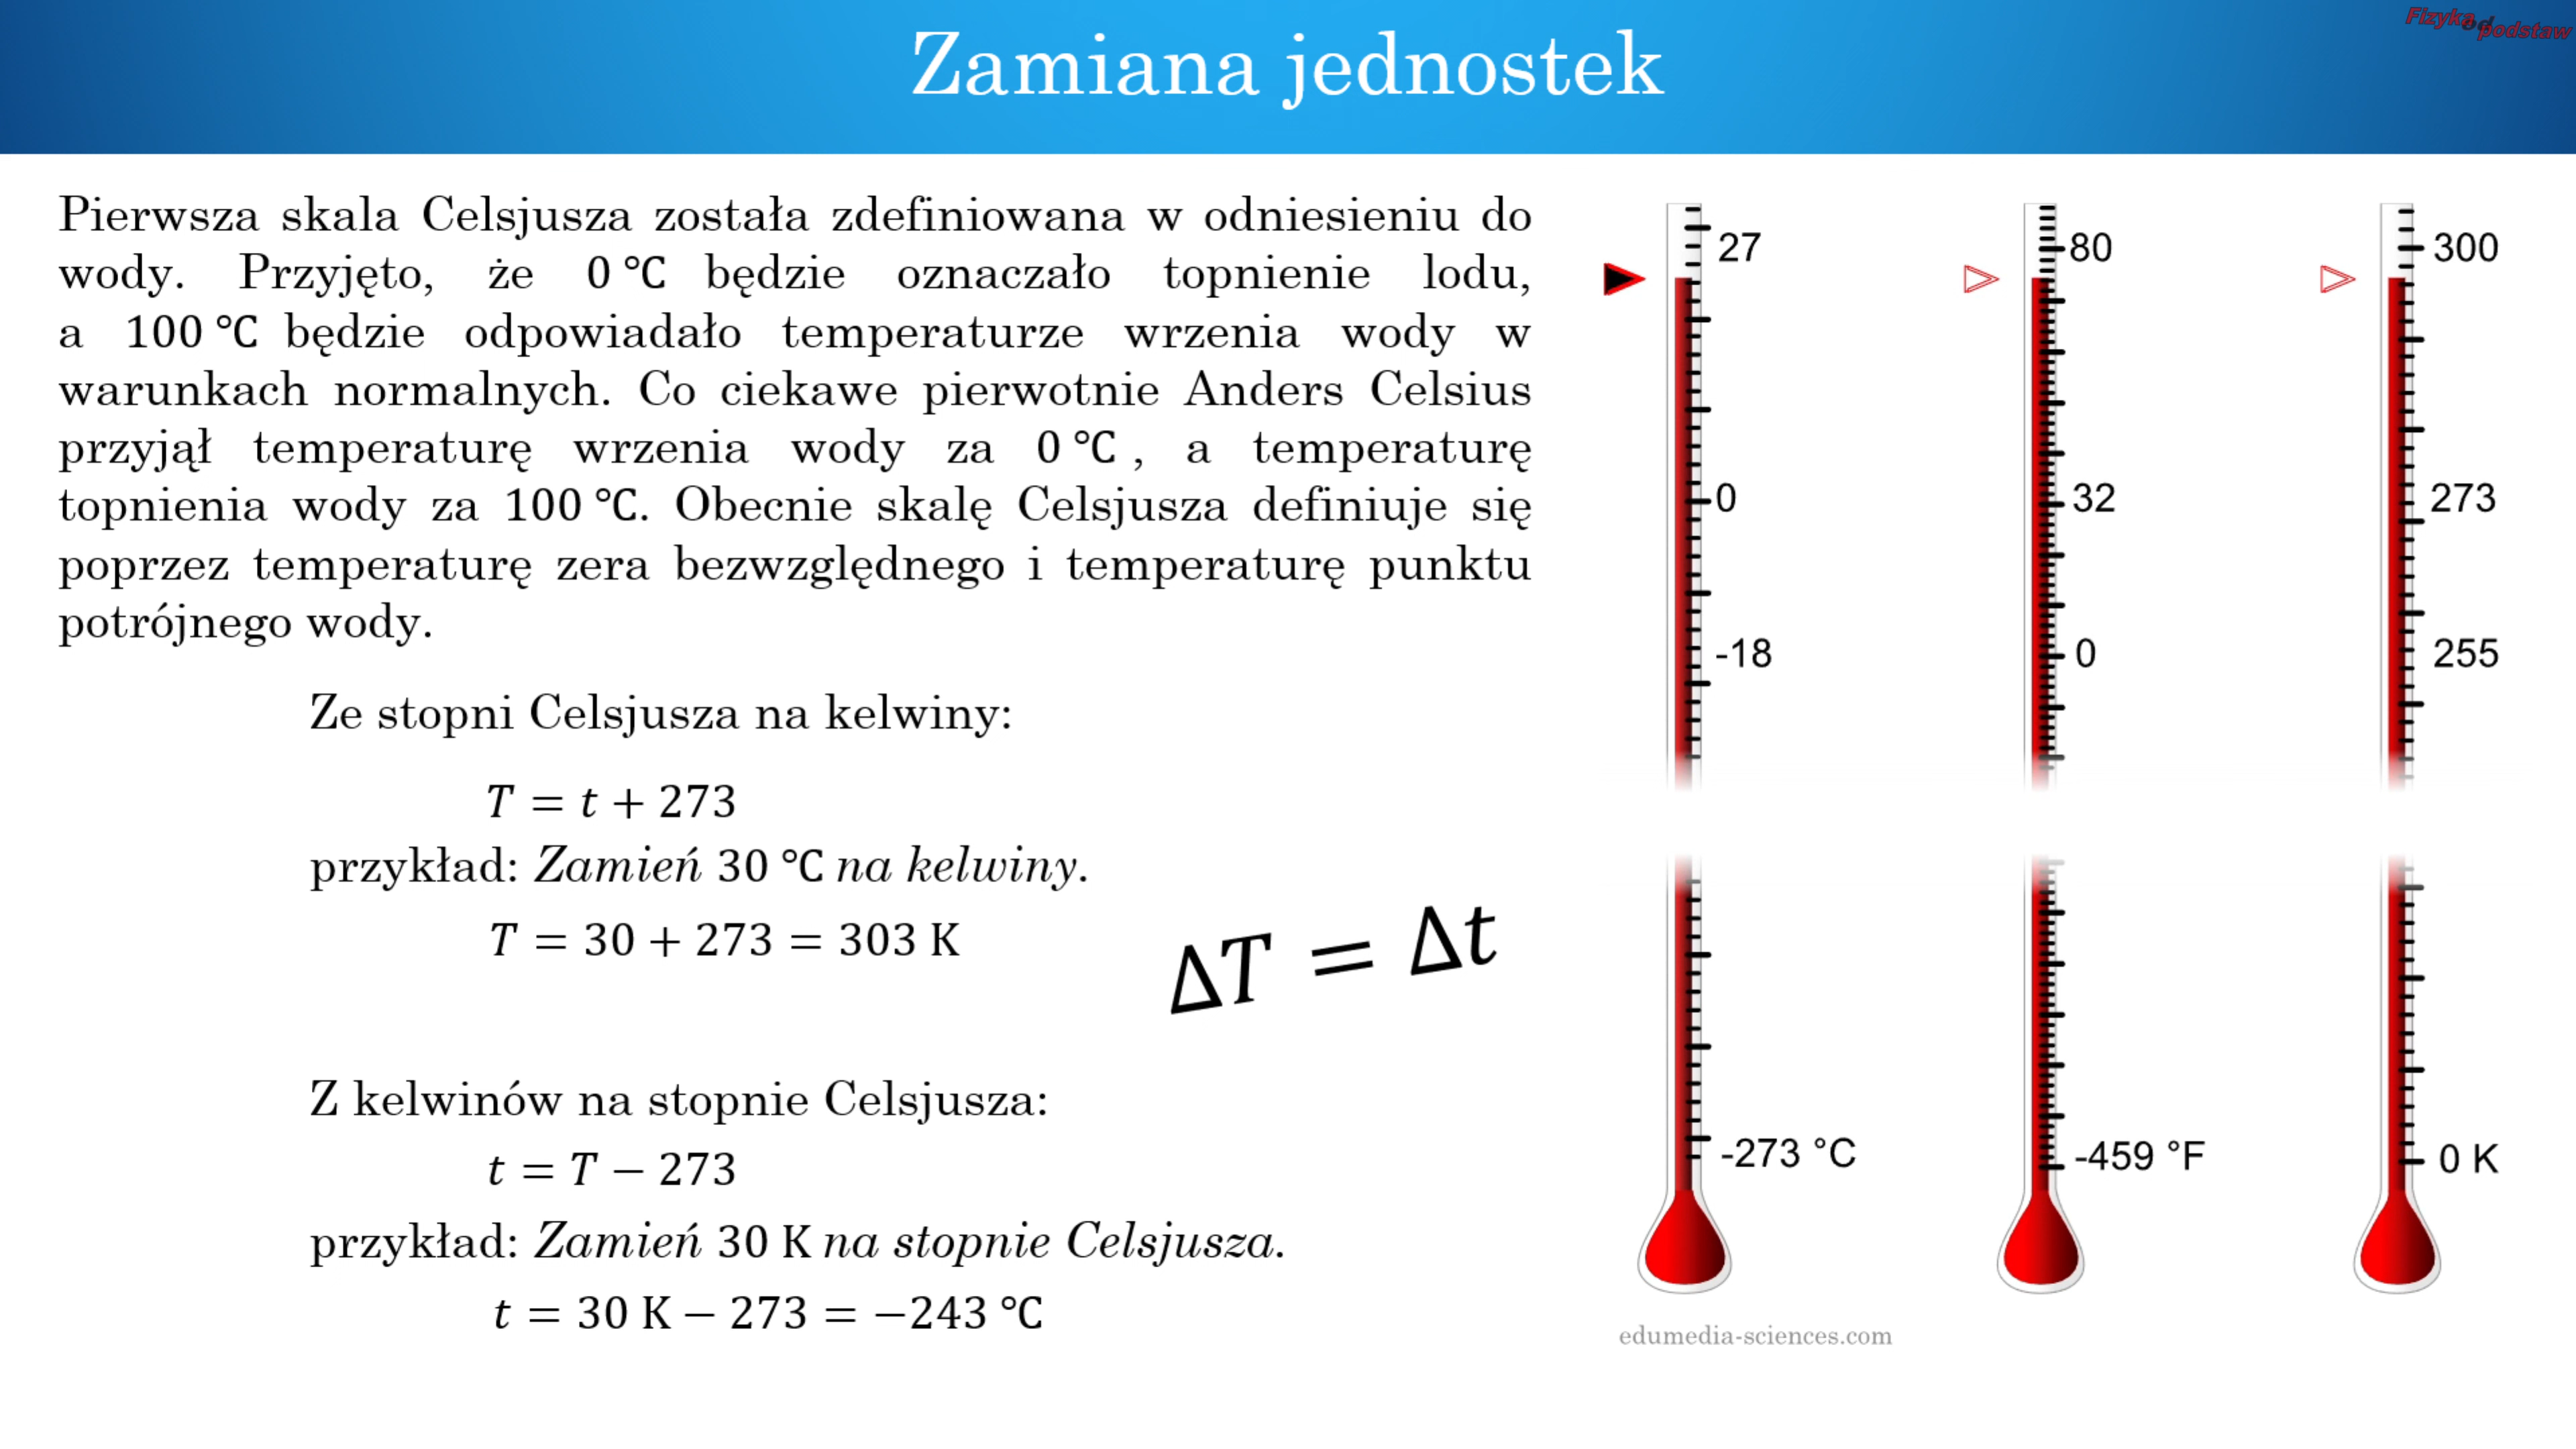 Zamiana jednostek
Fizyka od podstaw
Pierwsza skala Celsjusza została zdefiniowana w odniesieniu do
wody. Przyjęto, że 0 ℃ będzie oznaczało topnienie lodu,
a 100 ℃ będzie odpowiadało temperaturze wrzenia wody w
warunkach normalnych. Co ciekawe pierwotnie Anders Celsius
przyjął temperaturę wrzenia wody za 0 ℃ , a temperaturę
topnienia wody za 100 ℃. Obecnie skalę Celsjusza definiuje się
poprzez temperaturę zera bezwzględnego i temperaturę punktu
potrójnego wody.
Ze stopni Celsjusza na kelwiny:
T = t + 273
przykład: Zamień 30 ℃ na kelwiny.
T = 30 + 273 = 303 K
ΔT = Δt
Z kelwinów na stopnie Celsjusza:
t = T − 273
przykład: Zamień 30 K na stopnie Celsjusza.
t = 30 K − 273 = −243 ℃
27
0
-18
-273 °C
80
32
0
-459 °F
300
273
255
0 K
edumedia-sciences.com